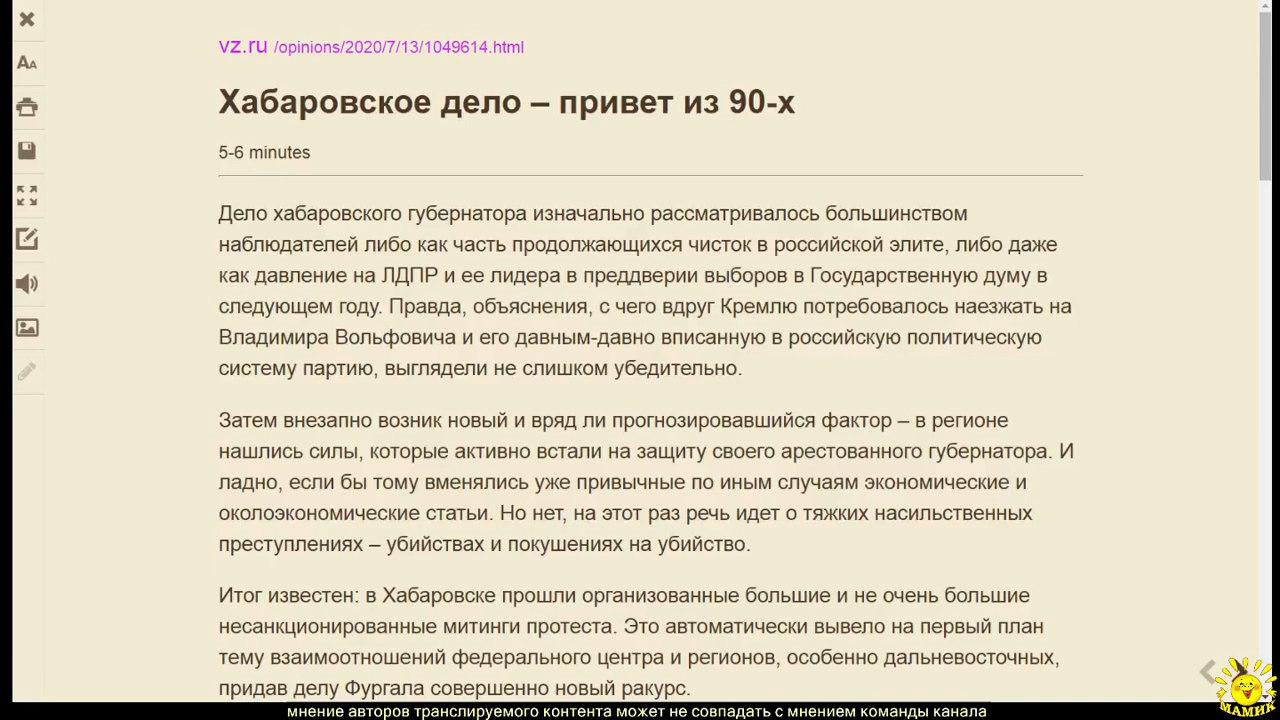 vz.ru /opinions/2020/7/13/1049614.html
Хабаровское дело – привет из 90-х
5-6 minutes
Дело хабаровского губернатора изначально рассматривалось большинством
наблюдателей либо как часть продолжающихся чисток в российской элите, либо даже
как давление на ЛДПР и ее лидера в преддверии выборов в Государственную думу в
следующем году. Правда, объяснения, с чего вдруг Кремлю потребовалось наезжать на
Владимира Вольфовича и его давным-давно вписанную в российскую политическую
систему партию, выглядели не слишком убедительно.
Затем внезапно возник новый и вряд ли прогнозировавшийся фактор – в регионе
нашлись силы, которые активно встали на защиту своего арестованного губернатора. И
ладно, если бы тому вменялись уже привычные по иным случаям экономические и
околоэкономические статьи. Но нет, на этот раз речь идет о тяжких насильственных
преступлениях – убийствах и покушениях на убийство.
Итог известен: в Хабаровске прошли организованные большие и не очень большие
несанкционированные митинги протеста. Это автоматически вывело на первый план
тему взаимоотношений федерального центра и регионов, особенно дальневосточных,
придав делу Фургала совершенно новый ракурс.
МАМИК
мнение авторов транслируемого контента может не совпадать с мнением команды канала